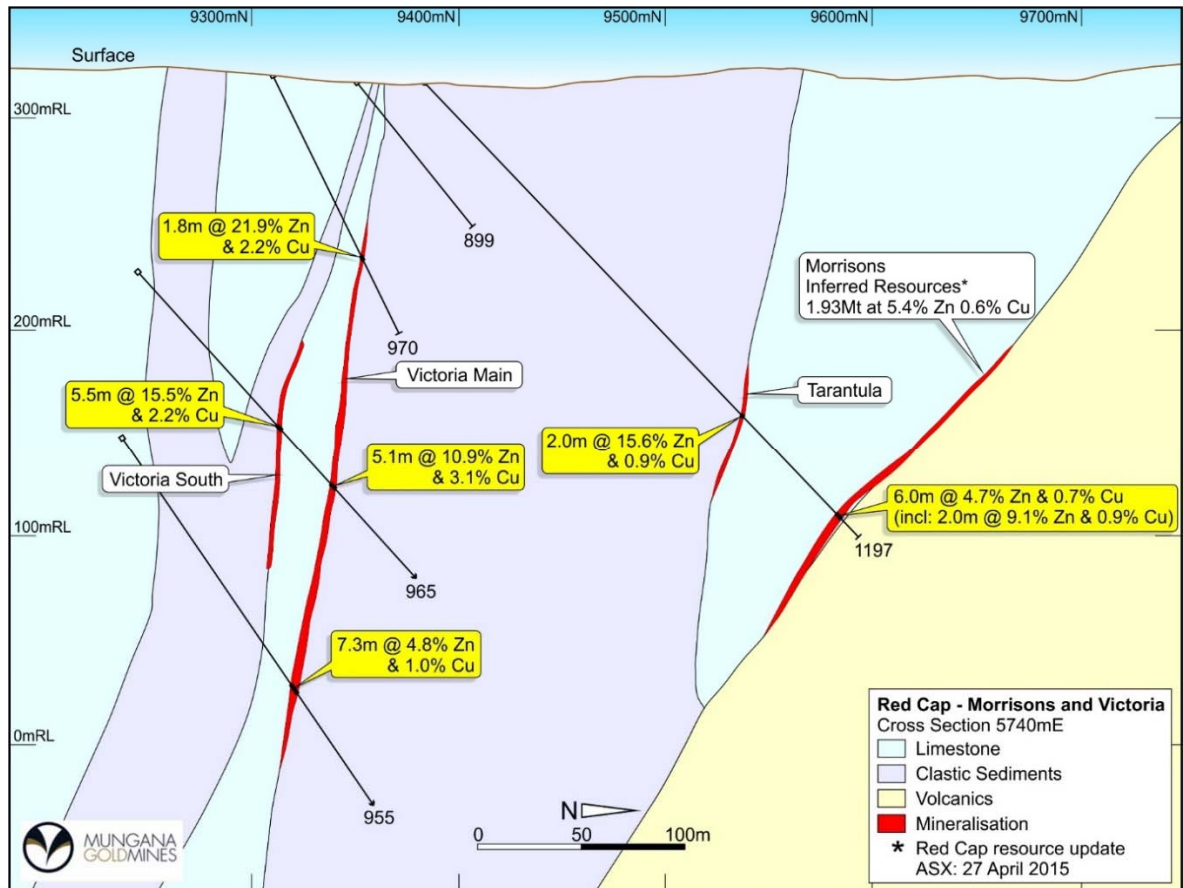 9300mN
9400mN
9500mN
9600mN
9700mN
Surface
300mRL
1.8m @ 21.9% Zn
& 2.2% Cu
899
Morrisons
Inferred Resources*
1.93Mt at 5.4% Zn 0.6% Cu
200mRL
970
Victoria Main
Tarantula
5.5m @ 15.5% Zn
& 2.2% Cu
2.0m @ 15.6% Zn
& 0.9% Cu
5.1m @ 10.9% Zn
& 3.1% Cu
Victoria South
6.0m @ 4.7% Zn & 0.7% Cu
(incl: 2.0m @ 9.1% Zn & 0.9% Cu)
100mRL
1197
965
7.3m @ 4.8% Zn
& 1.0% Cu
0mRL
955
N
0
50
100m
Red Cap - Morrisons and Victoria
Cross Section 5740mE
Limestone
Clastic Sediments
Volcanics
Mineralisation
* Red Cap resource update
ASX: 27 April 2015
MUNGANA
GOLDMINES